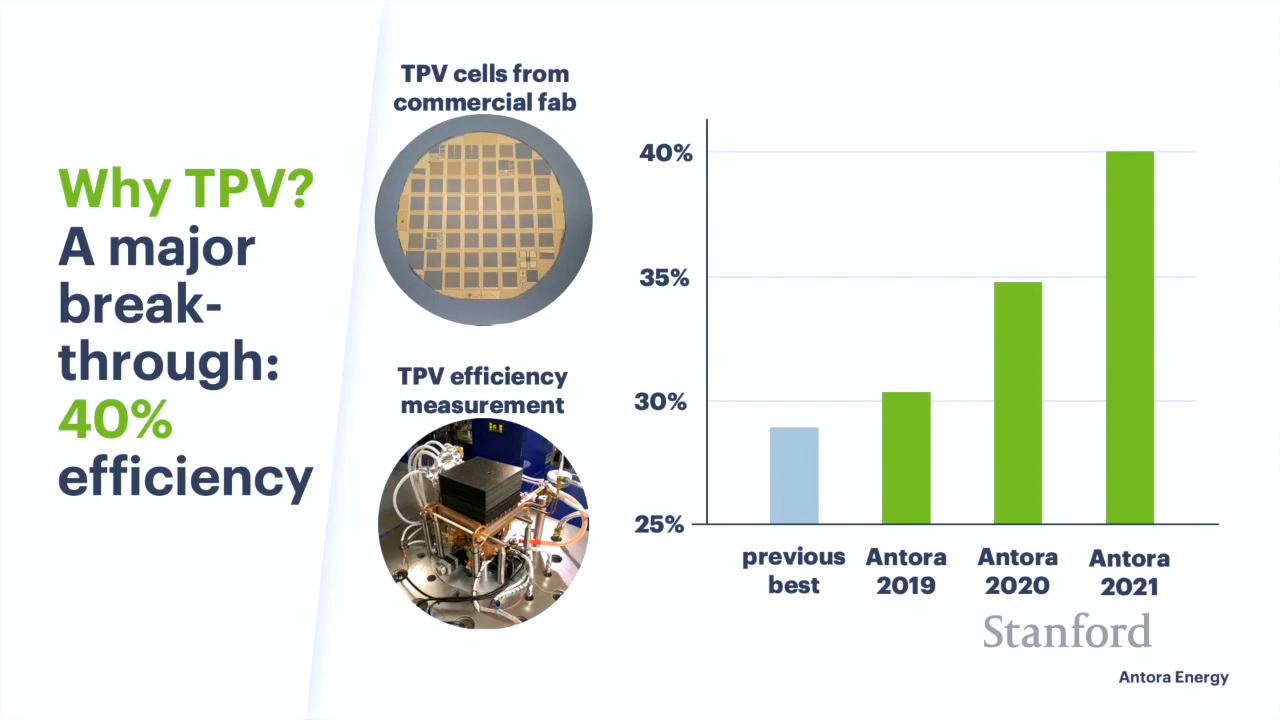 Why TPV?
A major
break-
through:
40%
efficiency
TPV cells from
commercial fab
TPV efficiency
measurement
40%
35%
30%
25%
previous
best
Antora
2019
Antora
2020
Antora
2021
Stanford
Antora Energy